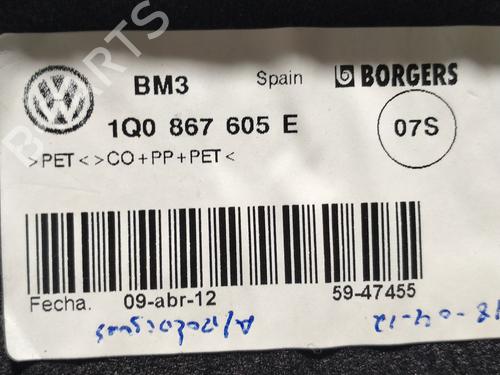 BM3 Spain BORGERS
1Q0 867 605 E
07S
>PET< >CO+PP+PET<
Fecha. 09-abr-12 59-47455